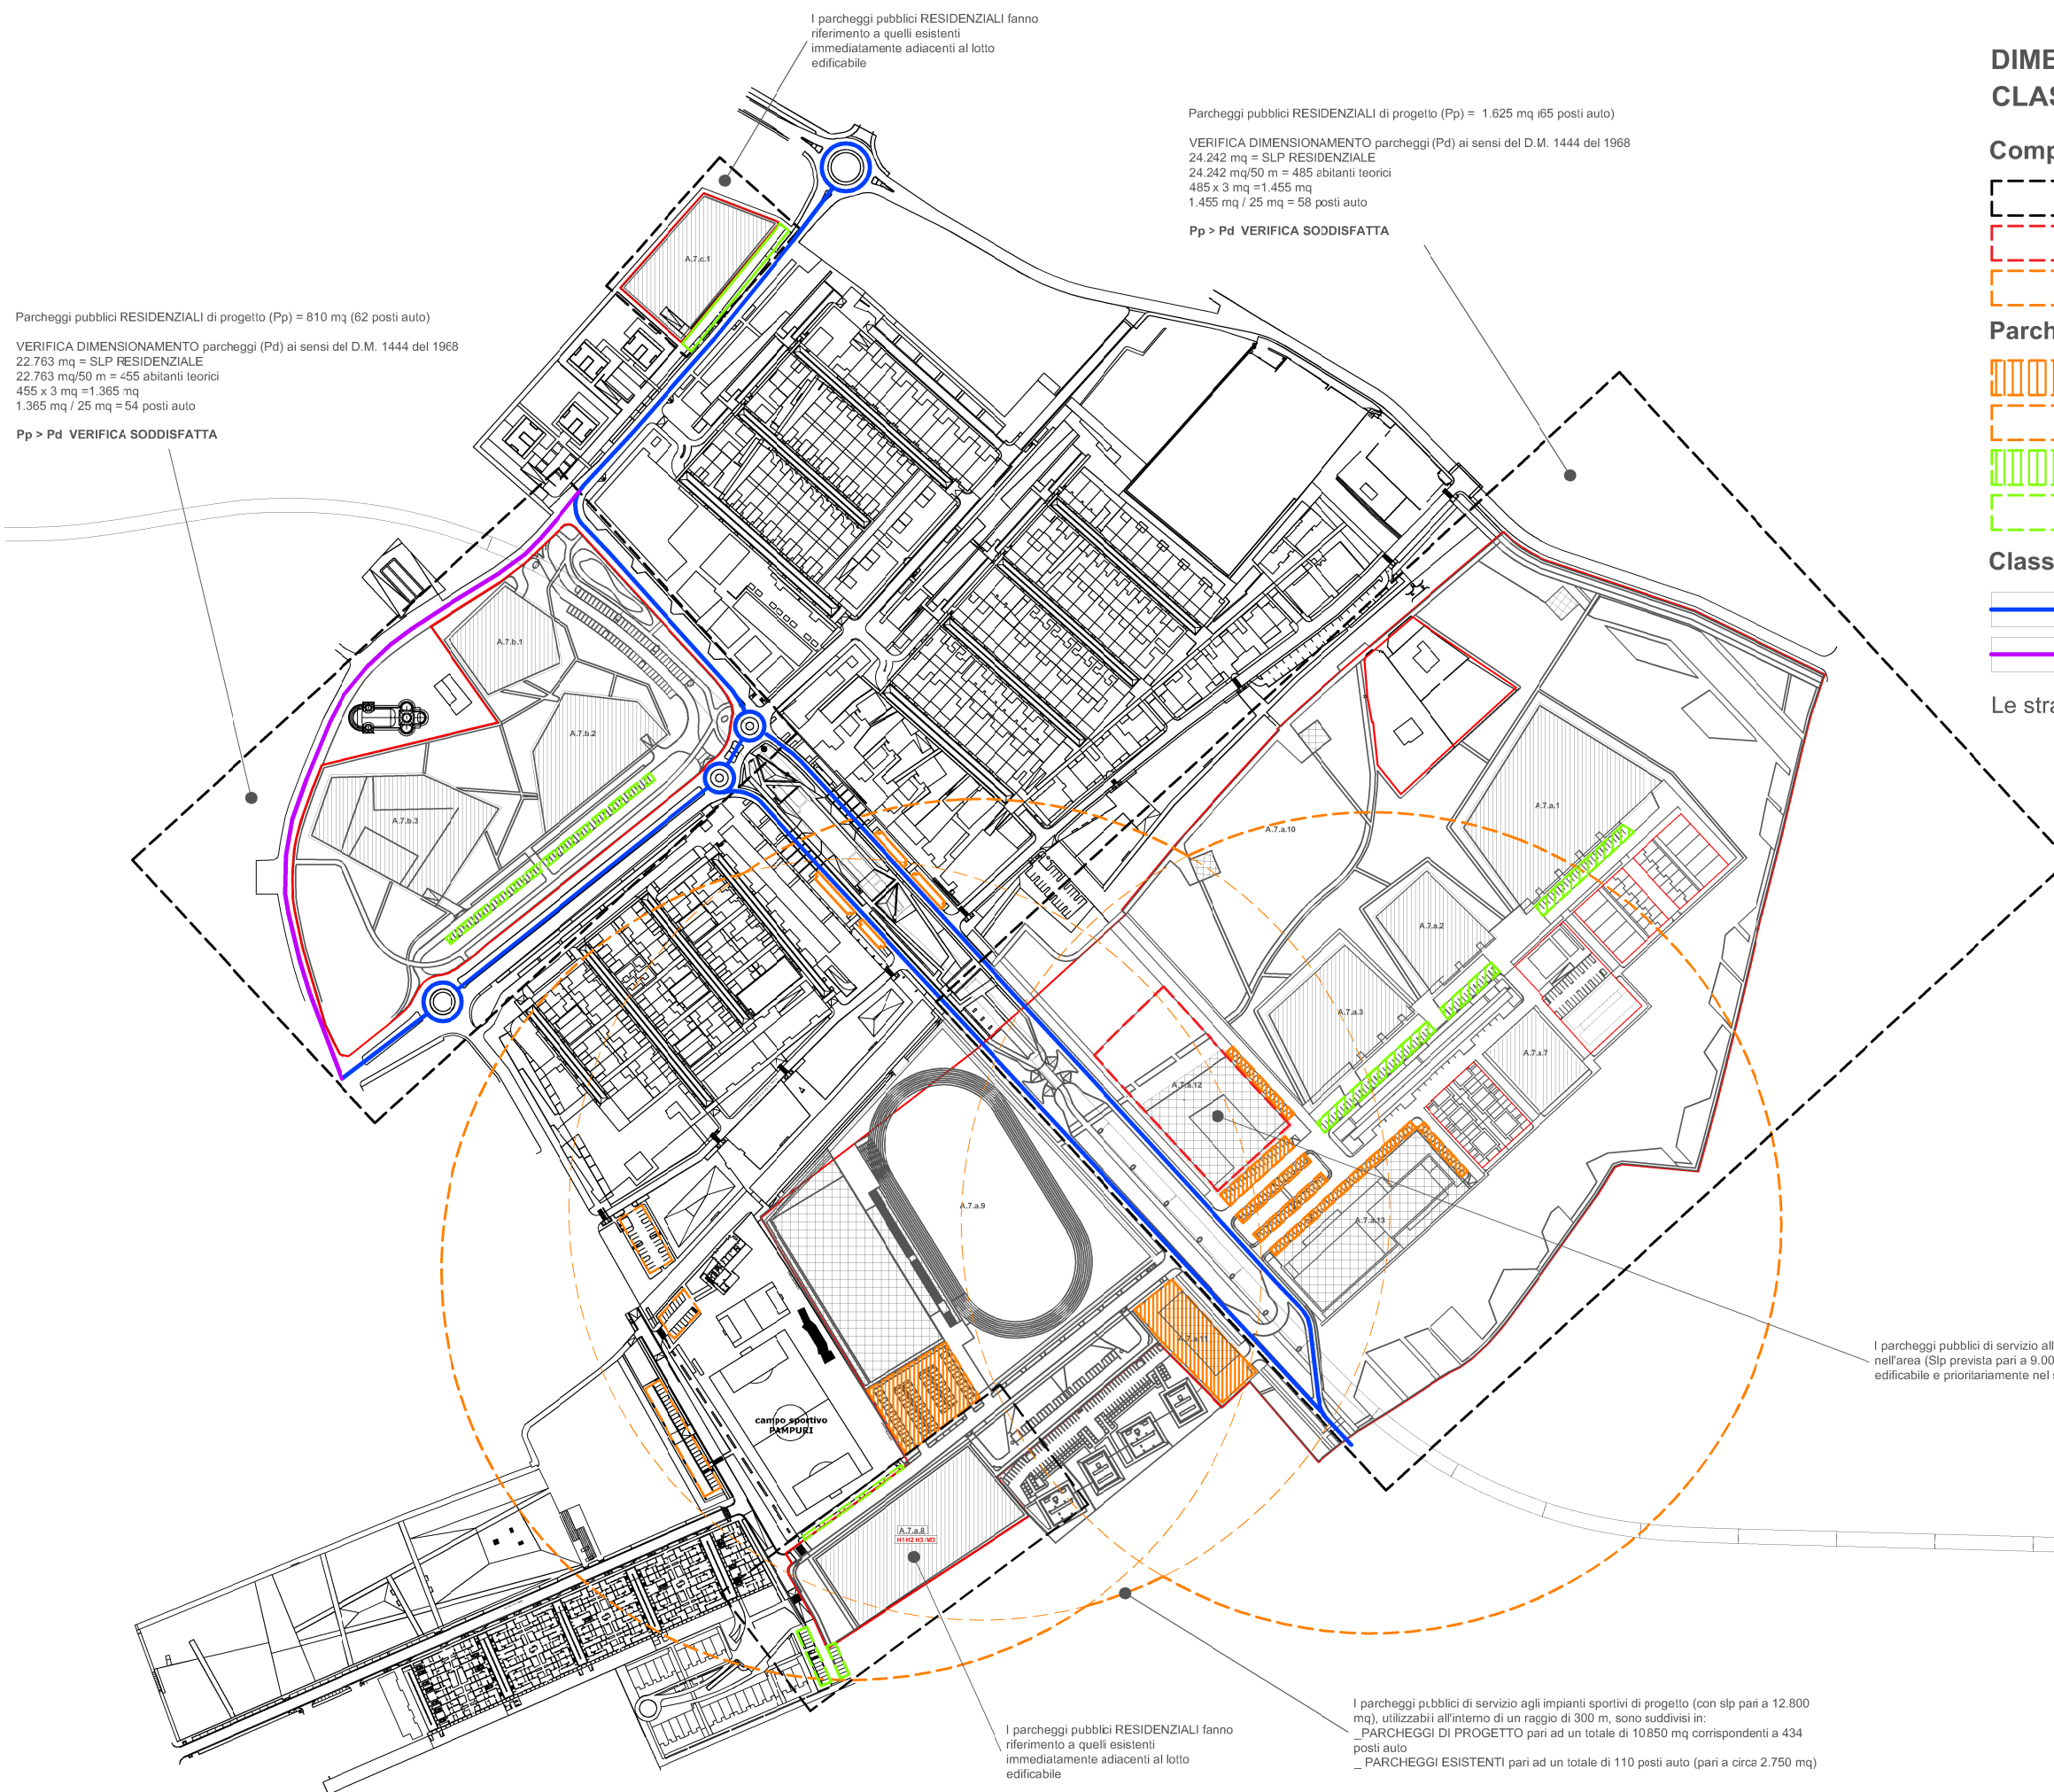 I parcheggi pubblici RESIDENZIALI fanno
riferimento a quelli esistenti
immediatamente adiacenti al lotto
edificabile
DIME
CLAS
Parcheggi pubblici RESIDENZIALI di progetto (Pp) = 1.625 mq (65 posti auto)
VERIFICA DIMENSIONAMENTO parcheggi (Pd) ai sensi del D.M. 1444 del 1968
24.242 mq = SLP RESIDENZIALE
24.242 mq/50 m = 485 abitanti teorici
485 x 3 mq =1.455 mq
1.455 mq / 25 mq = 58 posti auto
Pp > Pd VERIFICA SODDISFATTA
Comp
Parch
Class
Le stra
Parcheggi pubblici RESIDENZIALI di progetto (Pp) = 810 mq (62 posti auto)
VERIFICA DIMENSIONAMENTO parcheggi (Pd) ai sensi del D.M. 1444 del 1968
22.763 mq = SLP RESIDENZIALE
22.763 mq/50 m = 455 abitanti teorici
455 x 3 mq =1.365 mq
1.365 mq / 25 mq = 54 posti auto
Pp > Pd VERIFICA SODDISFATTA
A.7.c.1
A.7.b.1
A.7.b.2
A.7.b.3
A.7.a.10
A.7.a.1
A.7.a.2
A.7.a.3
A.7.a.7
A.7.a.12
A.7.a.9
A.7.a.13
A.7.a.11
campo sportivo
PAMPURI
A.7.a.8
H1 H2 H3 M3
I parcheggi pubblici di servizio all
nell'area (Slp prevista pari a 9.00
edificabile e prioritariamente nel s
I parcheggi pubblici RESIDENZIALI fanno
riferimento a quelli esistenti
immediatamente adiacenti al lotto
edificabile
I parcheggi pubblici di servizio agli impianti sportivi di progetto (con slp pari a 12.800
mq), utilizzabili all'interno di un raggio di 300 m, sono suddivisi in:
_PARCHEGGI DI PROGETTO pari ad un totale di 10850 mq corrispondenti a 434
posti auto
_ PARCHEGGI ESISTENTI pari ad un totale di 110 posti auto (pari a circa 2.750 mq)